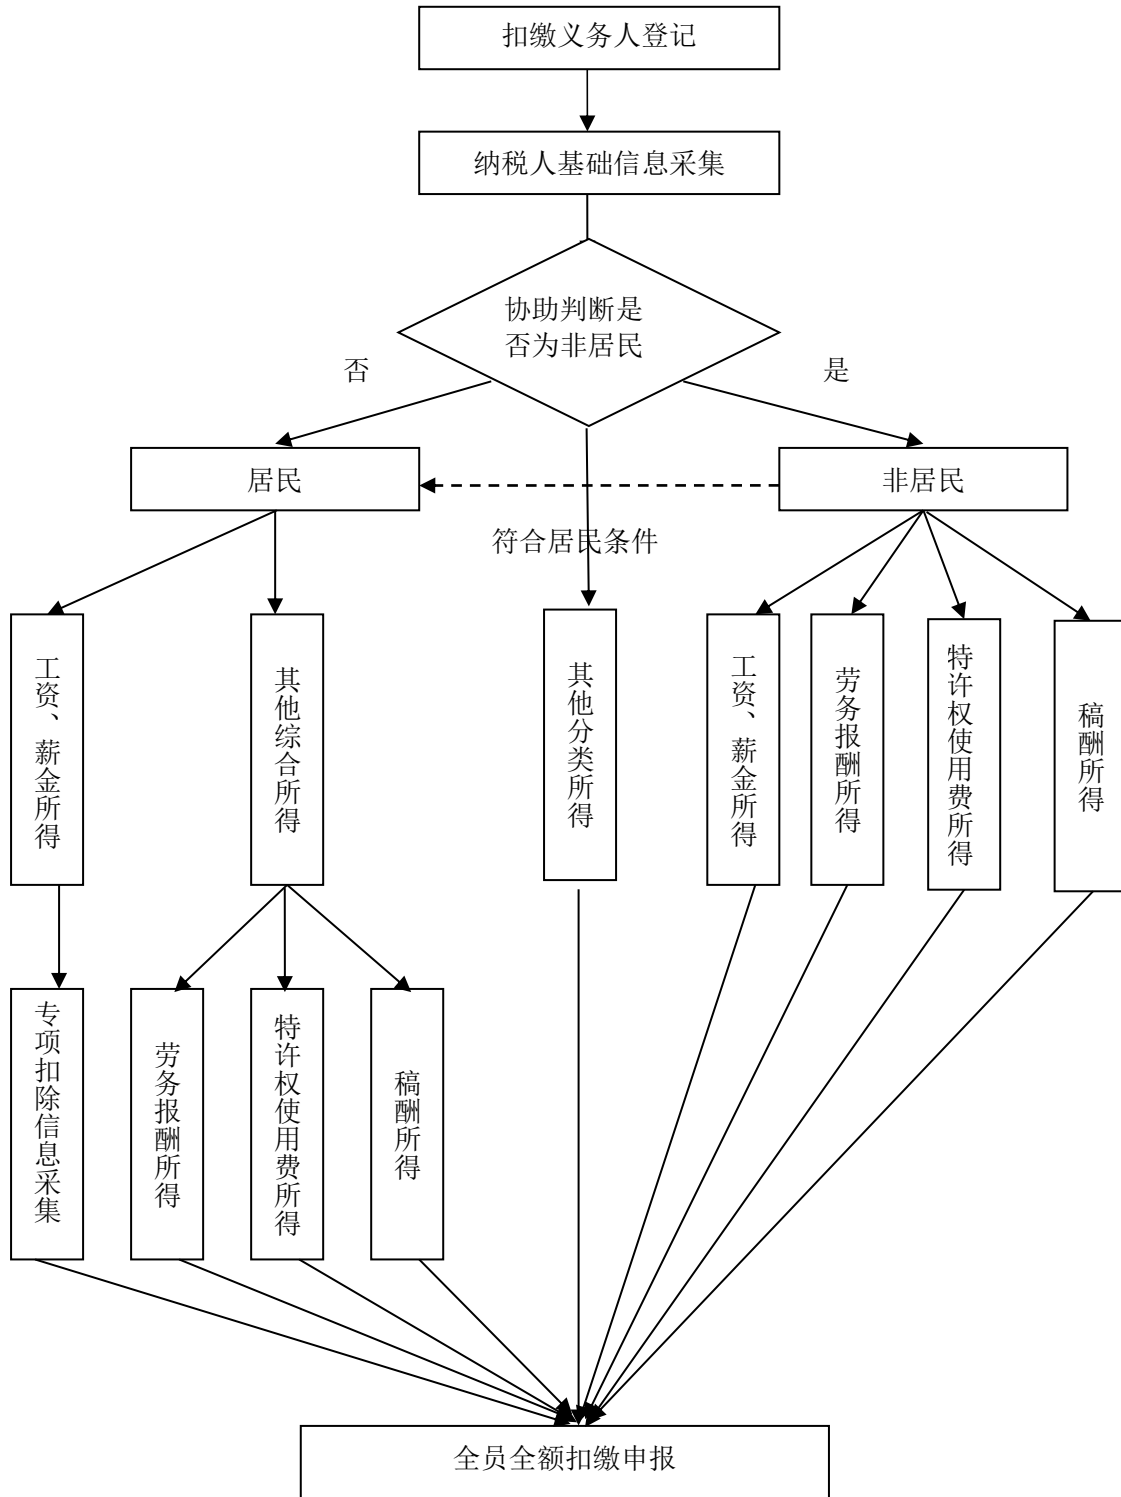 扣缴义务人登记
纳税人基础信息采集
协助判断是
否为非居民
否
是
居民
非居民
符合居民条件
工资、薪金所得
其他综合所得
其他分类所得
工资、薪金所得
劳务报酬所得
特许权使用费所得
稿酬所得
专项扣除信息采集
劳务报酬所得
特许权使用费所得
稿酬所得
全员全额扣缴申报